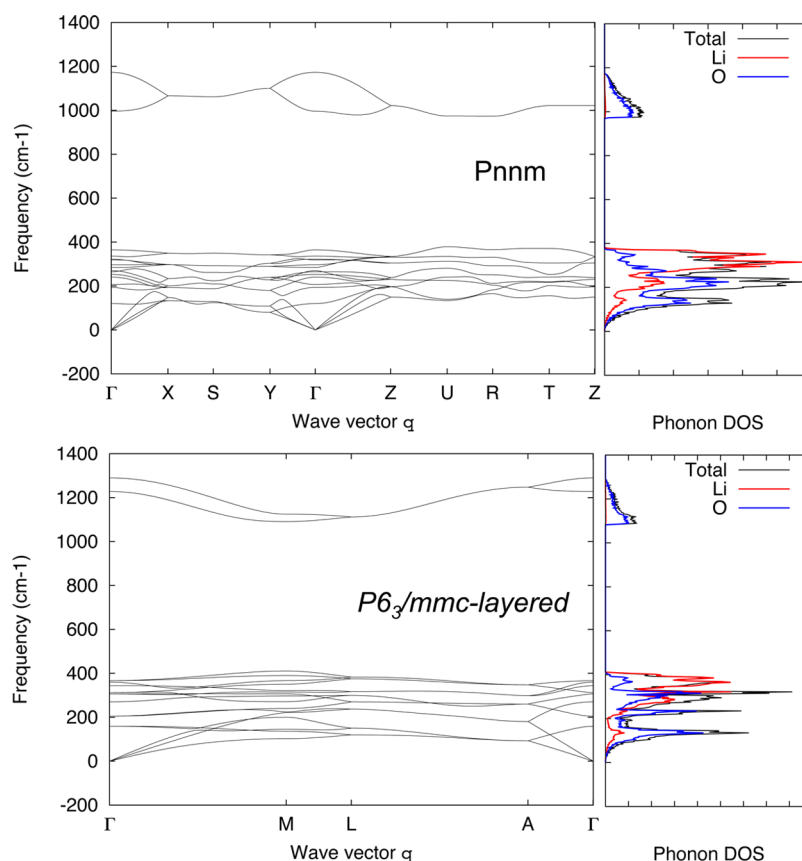 1400
1200
1000
800
600
400
200
0
-200
Frequency (cm-1)
Pnnm
Γ X S Y Γ Z U R T Z
Wave vector q
Total
Li
O
Phonon DOS
1400
1200
1000
800
600
400
200
0
-200
Frequency (cm-1)
P6₃/mmc-layered
Γ M L A Γ
Wave vector q
Total
Li
O
Phonon DOS